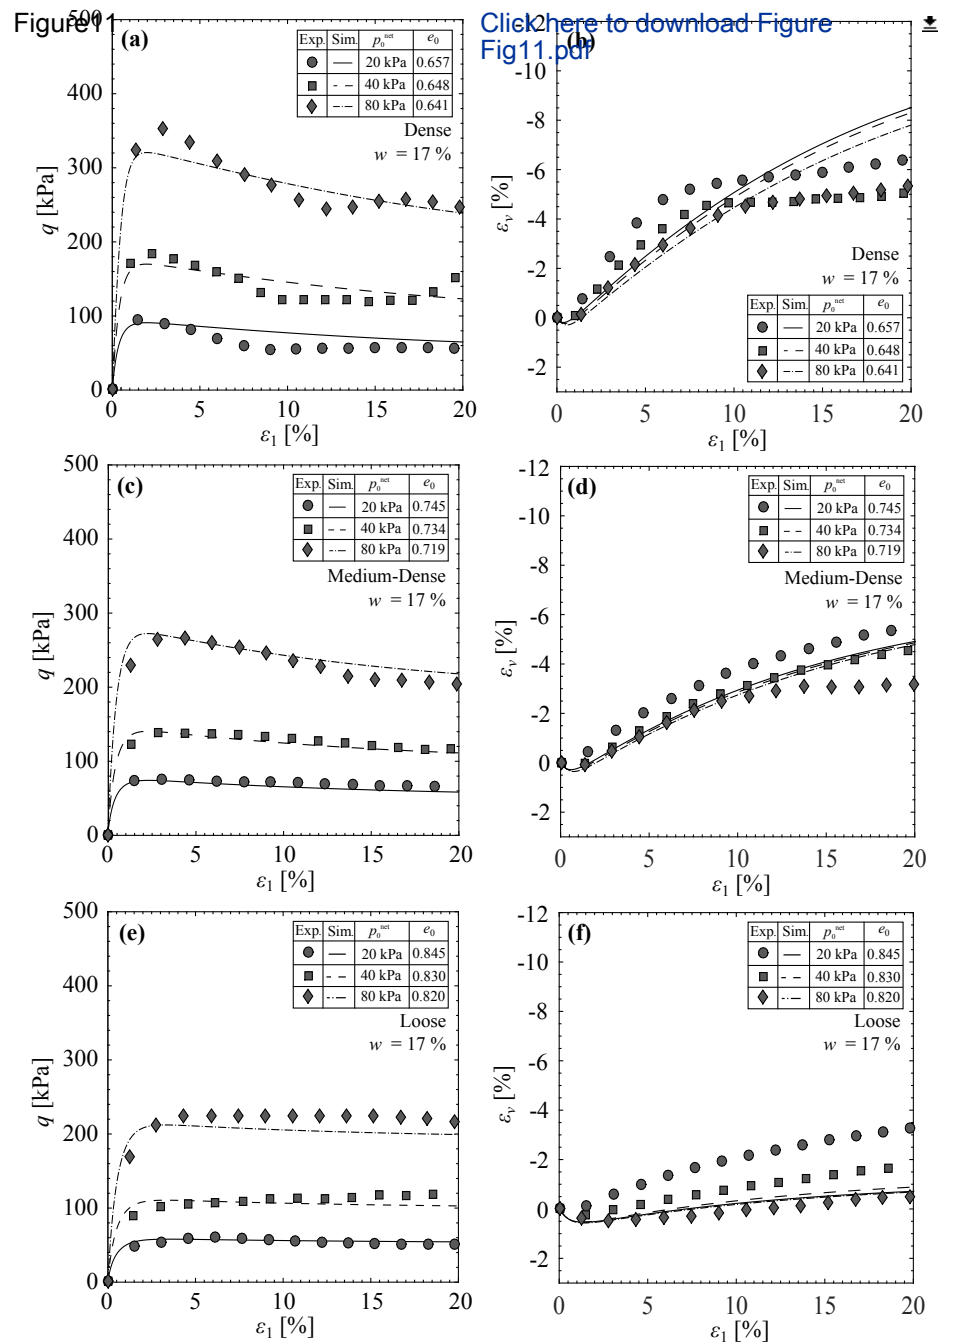 Figure 1
Click here to download Figure
Fig11.pdf
(a)
Exp. Sim. p₀ⁿᵉᵗ e₀
20 kPa 0.657
40 kPa 0.648
80 kPa 0.641
Dense
w = 17 %
500
400
300
200
100
0
q [kPa]
0 5 10 15 20
ε₁ [%]
(b)
-12
-10
-8
-6
-4
-2
0
-2
εᵥ [%]
Dense
w = 17 %
Exp. Sim. p₀ⁿᵉᵗ e₀
20 kPa 0.657
40 kPa 0.648
80 kPa 0.641
0 5 10 15 20
ε₁ [%]
(c)
Exp. Sim. p₀ⁿᵉᵗ e₀
20 kPa 0.745
40 kPa 0.734
80 kPa 0.719
Medium-Dense
w = 17 %
500
400
300
200
100
0
q [kPa]
0 5 10 15 20
ε₁ [%]
(d)
Exp. Sim. p₀ⁿᵉᵗ e₀
20 kPa 0.745
40 kPa 0.734
80 kPa 0.719
Medium-Dense
w = 17 %
-12
-10
-8
-6
-4
-2
0
-2
εᵥ [%]
0 5 10 15 20
ε₁ [%]
(e)
Exp. Sim. p₀ⁿᵉᵗ e₀
20 kPa 0.845
40 kPa 0.830
80 kPa 0.820
Loose
w = 17 %
500
400
300
200
100
0
q [kPa]
0 5 10 15 20
ε₁ [%]
(f)
Exp. Sim. p₀ⁿᵉᵗ e₀
20 kPa 0.845
40 kPa 0.830
80 kPa 0.820
Loose
w = 17 %
-12
-10
-8
-6
-4
-2
0
-2
εᵥ [%]
0 5 10 15 20
ε₁ [%]